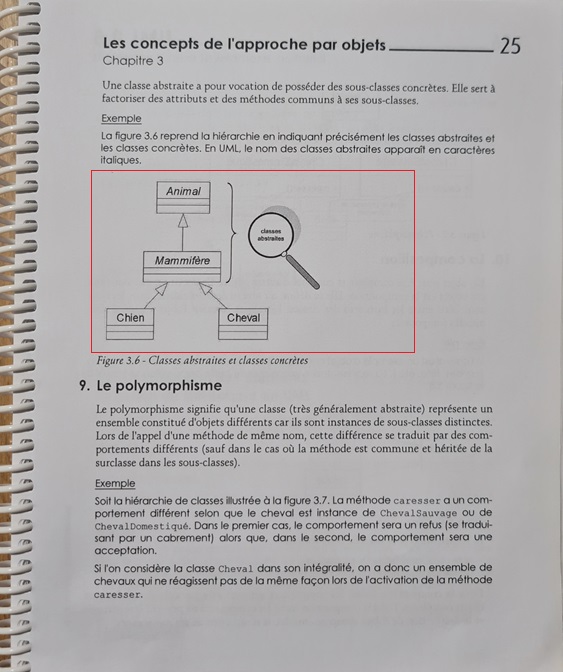 Les concepts de l'approche par objets 25
Chapitre 3
Une classe abstraite a pour vocation de posséder des sous-classes concrètes. Elle sert à
factoriser des attributs et des méthodes communs à ses sous-classes.
Exemple
La figure 3.6 reprend la hiérarchie en indiquant précisément les classes abstraites et
les classes concrètes. En UML, le nom des classes abstraites apparaît en caractères
italiques.
Animal
classes
abstraites
Mammifère
Chien Cheval
Figure 3.6 - Classes abstraites et classes concrètes
9. Le polymorphisme
Le polymorphisme signifie qu'une classe (très généralement abstraite) représente un
ensemble constitué d'objets différents car ils sont instances de sous-classes distinctes.
Lors de l'appel d'une méthode de même nom, cette différence se traduit par des com-
portements différents (sauf dans le cas où la méthode est commune et héritée de la
surclasse dans les sous-classes).
Exemple
Soit la hiérarchie de classes illustrée à la figure 3.7. La méthode caresser a un com-
portement différent selon que le cheval est instance de ChevalSauvage ou de
ChevalDomestiqué. Dans le premier cas, le comportement sera un refus (se tradui-
sant par un cabrement) alors que, dans le second, le comportement sera une
acceptation.
Si l'on considère la classe Cheval dans son intégralité, on a donc un ensemble de
chevaux qui ne réagissent pas de la même façon lors de l'activation de la méthode
caresser.